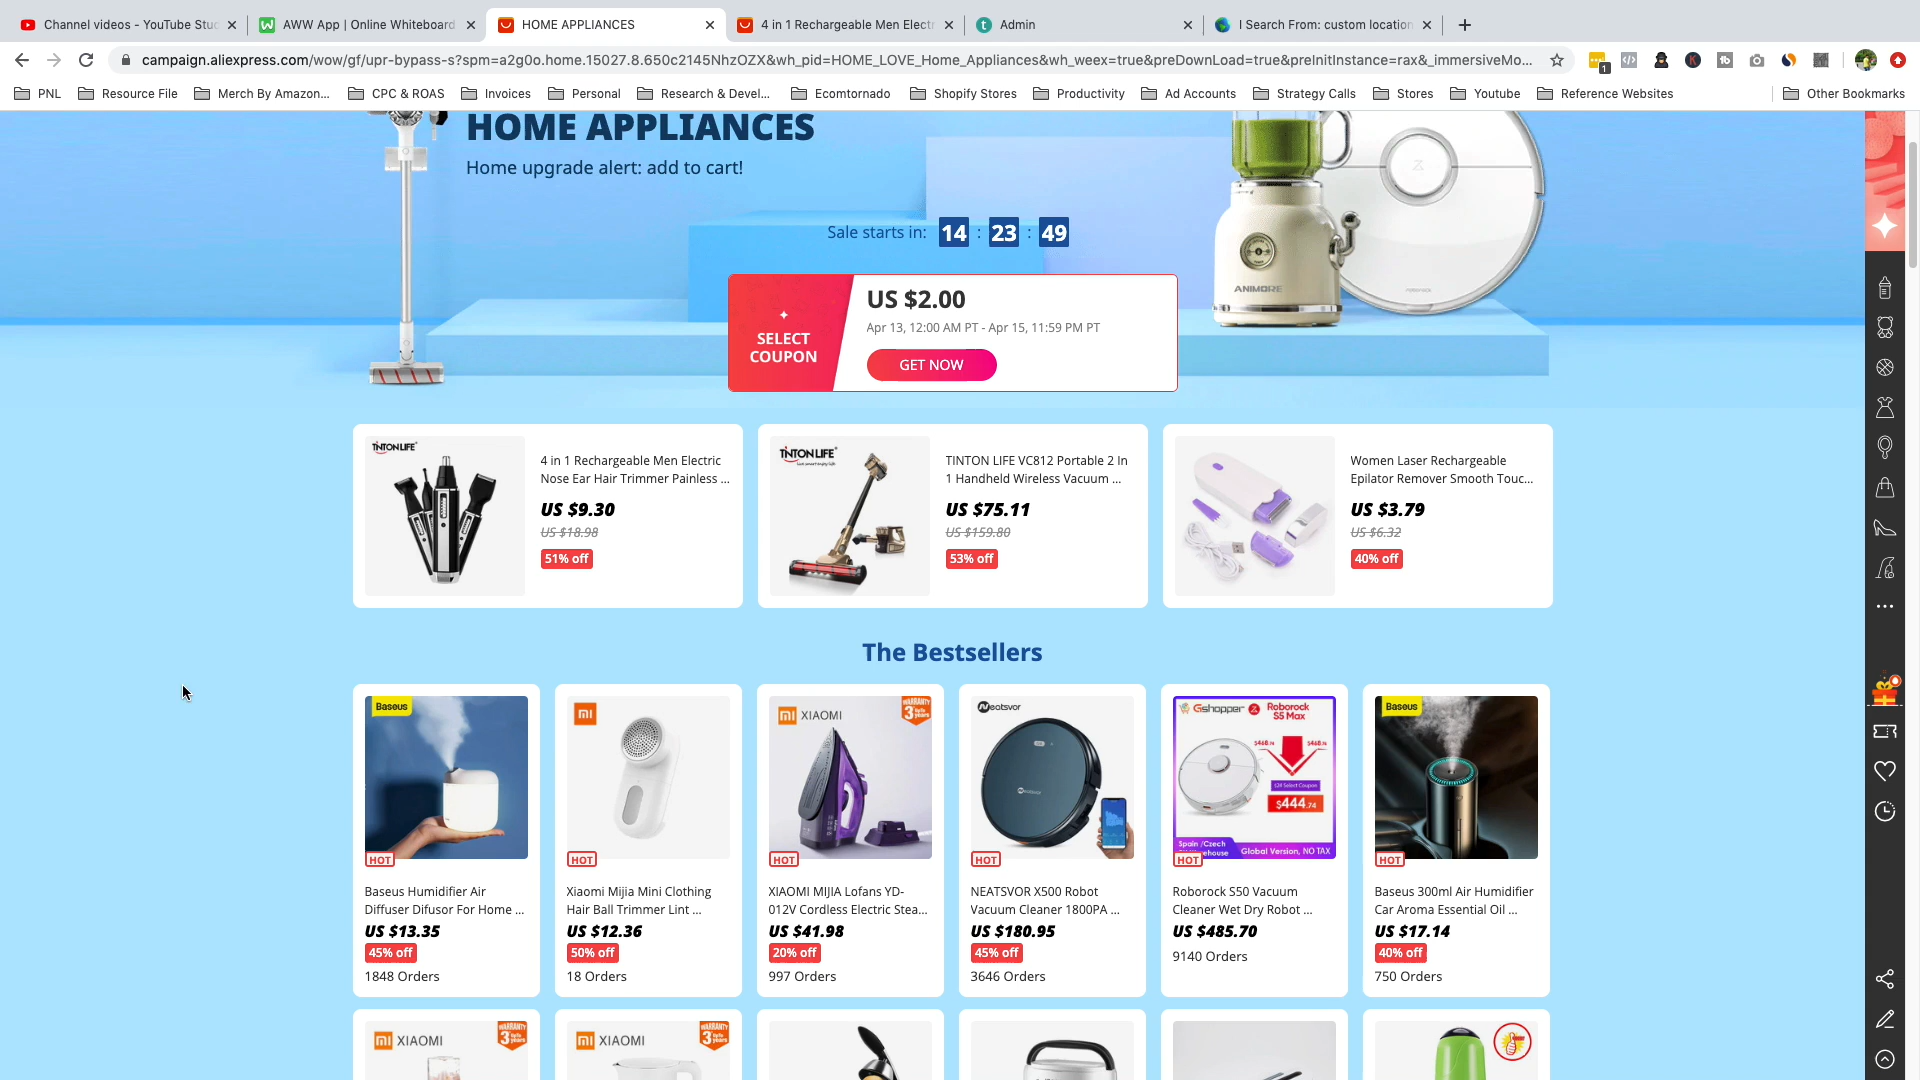 Channel videos - YouTube Stu
AWW App | Online Whiteboard
HOME APPLIANCES
4 in 1 Rechargeable Men Electr
Admin
I Search From: custom location
campaign.aliexpress.com/wow/gf/upr-bypass-s?spm=a2g0o.home.15027.8.650c2145NhzOZX&wh_pid=HOME_LOVE_Home_Appliances&wh_weex=true&preDownLoad=true&preInitInstance=rax&_immersiveMo...
1
PNL
Resource File
Merch By Amazon...
CPC & ROAS
Invoices
Personal
Research & Devel...
Ecomtornado
Shopify Stores
Productivity
Ad Accounts
Strategy Calls
Stores
Youtube
Reference Websites
Other Bookmarks
HOME APPLIANCES
Home upgrade alert: add to cart!
Sale starts in: 14 : 23 : 49
ANIMORE
SELECT
COUPON
US $2.00
Apr 13, 12:00 AM PT - Apr 15, 11:59 PM PT
GET NOW
TINTON LIFE
4 in 1 Rechargeable Men Electric
Nose Ear Hair Trimmer Painless ...
US $9.30
US $18.98
51% off
TINTON LIFE
TINTON LIFE VC812 Portable 2 In
1 Handheld Wireless Vacuum ...
US $75.11
US $159.80
53% off
Women Laser Rechargeable
Epilator Remover Smooth Touc...
US $3.79
US $6.32
40% off
The Bestsellers
Baseus
HOT
Baseus Humidifier Air
Diffuser Difusor For Home ...
US $13.35
45% off
1848 Orders
HOT
Xiaomi Mijia Mini Clothing
Hair Ball Trimmer Lint ...
US $12.36
50% off
18 Orders
XIAOMI
WARRANTY
3 years
HOT
XIAOMI MIJIA Lofans YD-
012V Cordless Electric Stea...
US $41.98
20% off
997 Orders
Neatsvor
HOT
NEATSVOR X500 Robot
Vacuum Cleaner 1800PA ...
US $180.95
45% off
3646 Orders
Gshopper
Roborock
S5 Max
$444.74
Spain /Czech
Global Version, NO TAX
HOT
Roborock S50 Vacuum
Cleaner Wet Dry Robot ...
US $485.70
9140 Orders
Baseus
HOT
Baseus 300ml Air Humidifier
Car Aroma Essential Oil ...
US $17.14
40% off
750 Orders
XIAOMI
WARRANTY
3 years
XIAOMI
WARRANTY
3 years